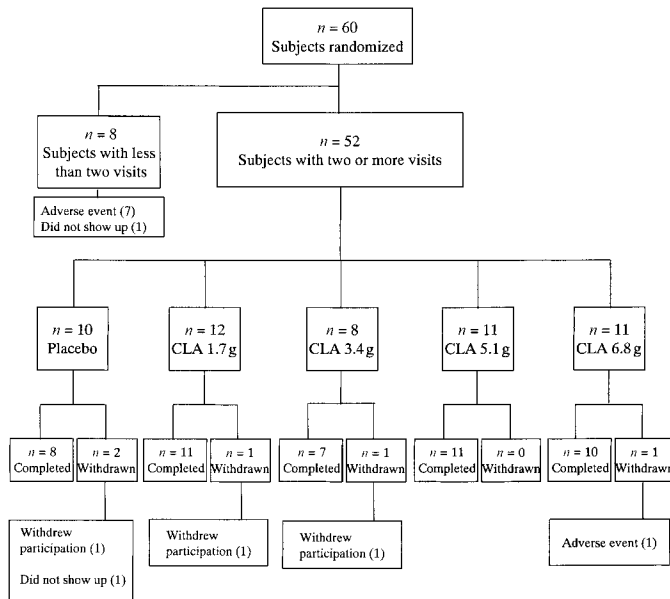 n = 60
Subjects randomized
n = 8
Subjects with less
than two visits
n = 52
Subjects with two or more visits
Adverse event (7)
Did not show up (1)
n = 10
Placebo
n = 12
CLA 1.7 g
n = 8
CLA 3.4 g
n = 11
CLA 5.1 g
n = 11
CLA 6.8 g
n = 8
Completed
n = 2
Withdrawn
n = 11
Completed
n = 1
Withdrawn
n = 7
Completed
n = 1
Withdrawn
n = 11
Completed
n = 0
Withdrawn
n = 10
Completed
n = 1
Withdrawn
Withdrew
participation (1)
Did not show up (1)
Withdrew
participation (1)
Withdrew
participation (1)
Adverse event (1)